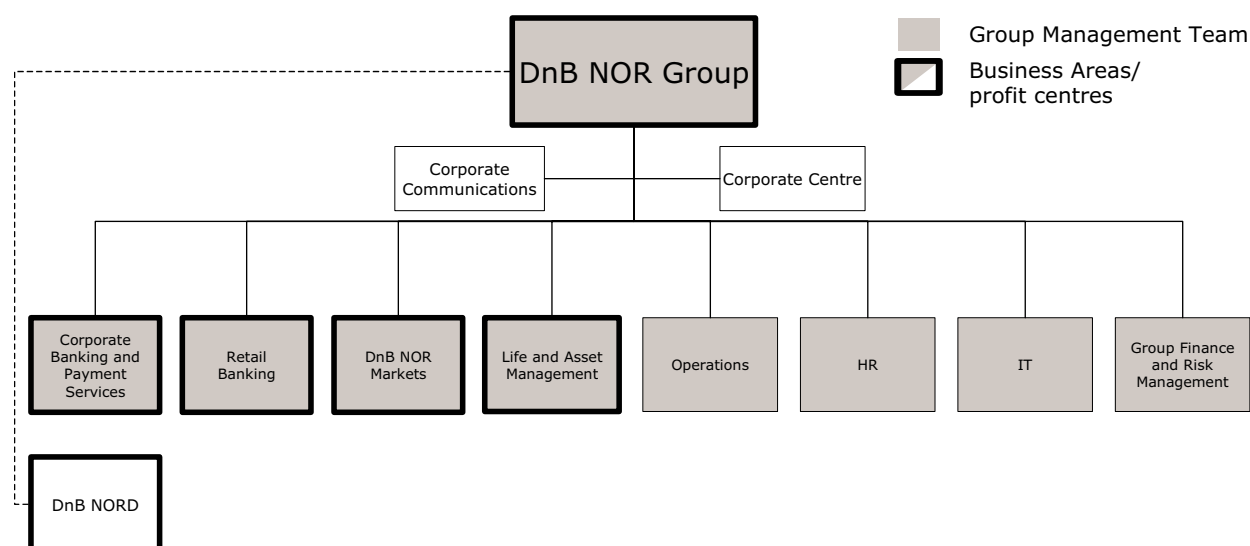 DnB NOR Group
Group Management Team
Business Areas/
profit centres
Corporate
Communications
Corporate Centre
Corporate
Banking and
Payment
Services
Retail
Banking
DnB NOR
Markets
Life and Asset
Management
Operations
HR
IT
Group Finance
and Risk
Management
DnB NORD